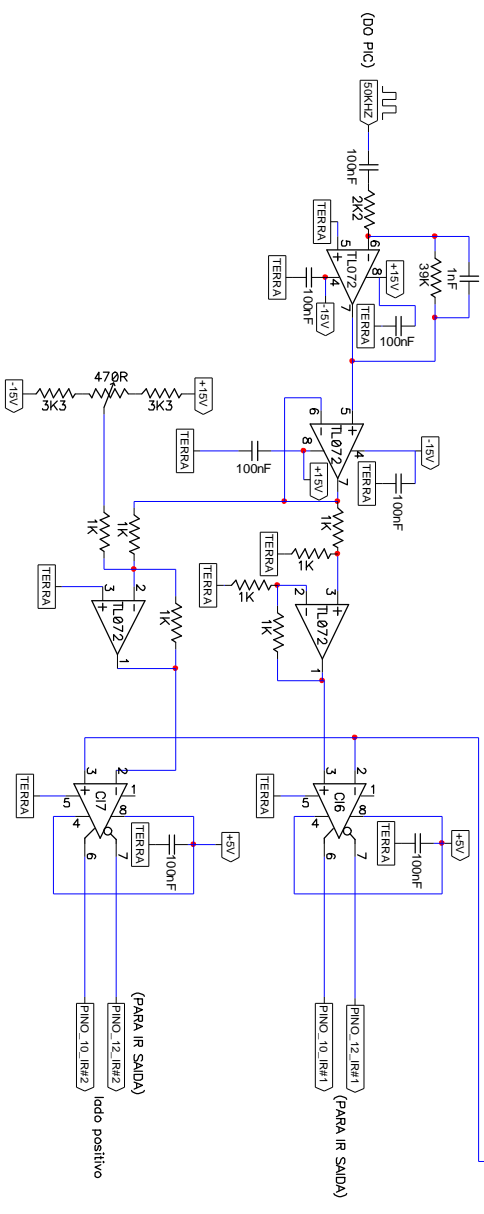 (DO PIC)
50KHZ
100nF
2K2
1nF
39K
TERRA
5
6
TL072
8
+15V
4
7
TERRA
100nF
-15V
TERRA
100nF
-15V
3K3
470R
3K3
+15V
6
5
TL072
4
-15V
8
7
TERRA
100nF
+15V
TERRA
100nF
1K
1K
1K
TERRA
1K
TERRA
1K
1K
1K
TERRA
3
2
TL072
1
2
3
TL072
1
TERRA
3
2
1
CI7
5
4
8
6
7
TERRA
100nF
+5V
TERRA
3
2
1
CI6
5
4
8
6
7
TERRA
100nF
+5V
PINO_10_IR#2
PINO_12_IR#2
(PARA IR SAIDA)
lado positivo
PINO_10_IR#1
PINO_12_IR#1
(PARA IR SAIDA)